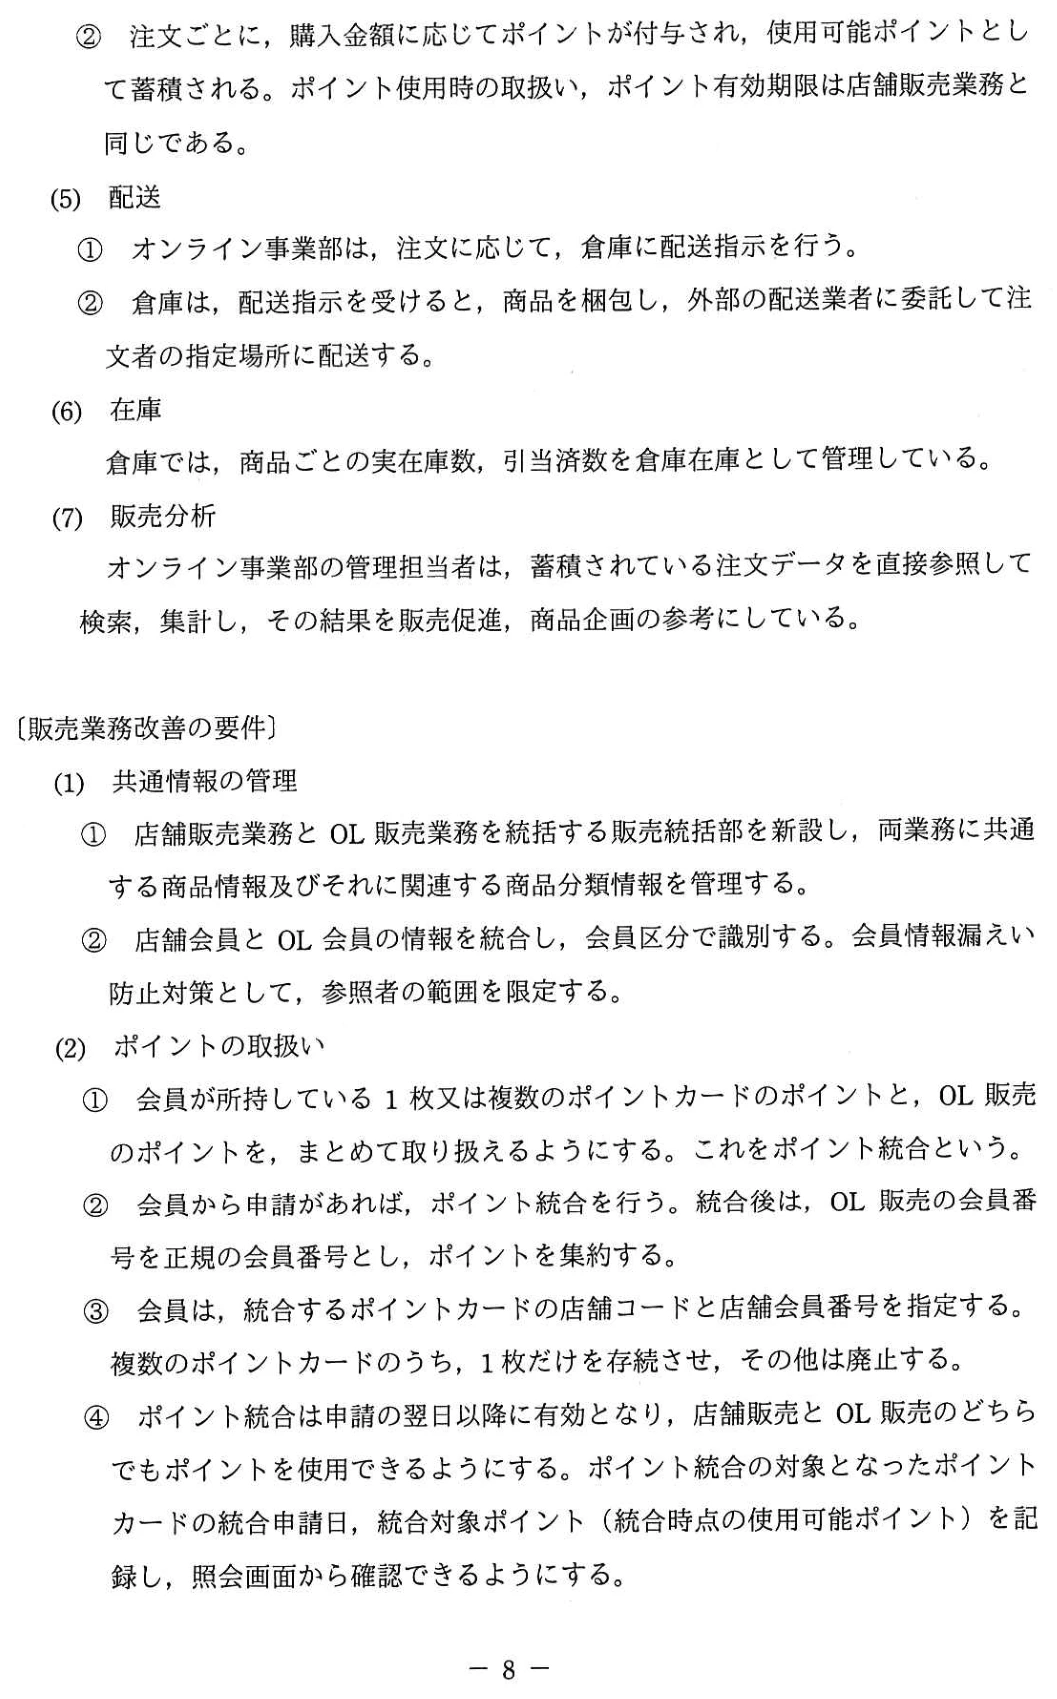 ② 注文ごとに，購入金額に応じてポイントが付与され，使用可能ポイントとし
て蓄積される。ポイント使用時の取扱い，ポイント有効期限は店舗販売業務と
同じである。
(5) 配送
① オンライン事業部は，注文に応じて，倉庫に配送指示を行う。
② 倉庫は，配送指示を受けると，商品を梱包し，外部の配送業者に委託して注
文者の指定場所に配送する。
(6) 在庫
倉庫では，商品ごとの実在庫数，引当済数を倉庫在庫として管理している。
(7) 販売分析
オンライン事業部の管理担当者は，蓄積されている注文データを直接参照して
検索，集計し，その結果を販売促進，商品企画の参考にしている。
〔販売業務改善の要件〕
(1) 共通情報の管理
① 店舗販売業務と OL 販売業務を統括する販売統括部を新設し，両業務に共通
する商品情報及びそれに関連する商品分類情報を管理する。
② 店舗会員と OL 会員の情報を統合し，会員区分で識別する。会員情報漏えい
防止対策として，参照者の範囲を限定する。
(2) ポイントの取扱い
① 会員が所持している 1 枚又は複数のポイントカードのポイントと，OL 販売
のポイントを，まとめて取り扱えるようにする。これをポイント統合という。
② 会員から申請があれば，ポイント統合を行う。統合後は，OL 販売の会員番
号を正規の会員番号とし，ポイントを集約する。
③ 会員は，統合するポイントカードの店舗コードと店舗会員番号を指定する。
複数のポイントカードのうち，1 枚だけを存続させ，その他は廃止する。
④ ポイント統合は申請の翌日以降に有効となり，店舗販売と OL 販売のどちら
でもポイントを使用できるようにする。ポイント統合の対象となったポイント
カードの統合申請日，統合対象ポイント（統合時点の使用可能ポイント）を記
録し，照会画面から確認できるようにする。
－ 8 －